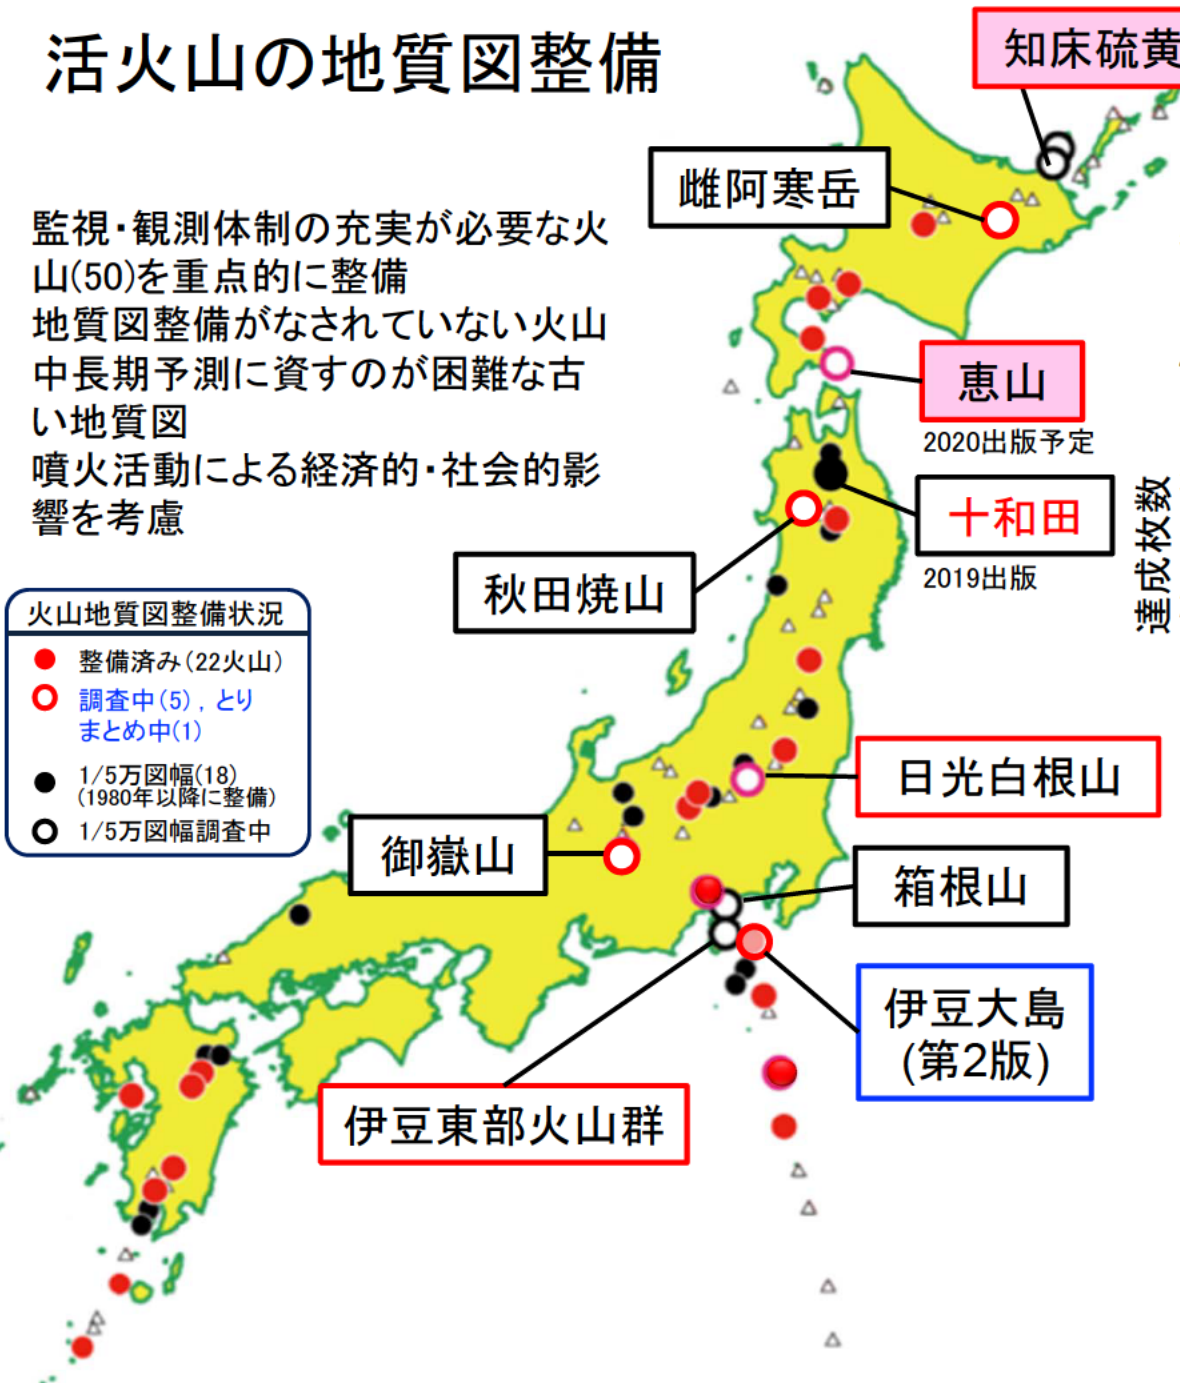 活火山の地質図整備
知床硫黄
雌阿寒岳
監視・観測体制の充実が必要な火
山(50)を重点的に整備
地質図整備がなされていない火山
中長期予測に資すのが困難な古
い地質図
噴火活動による経済的・社会的影
響を考慮
恵山
2020出版予定
十和田
2019出版
達成枚数
秋田焼山
火山地質図整備状況
整備済み(22火山)
調査中(5), とり
まとめ中(1)
1/5万図幅(18)
(1980年以降に整備)
1/5万図幅調査中
日光白根山
御嶽山
箱根山
伊豆大島
(第2版)
伊豆東部火山群